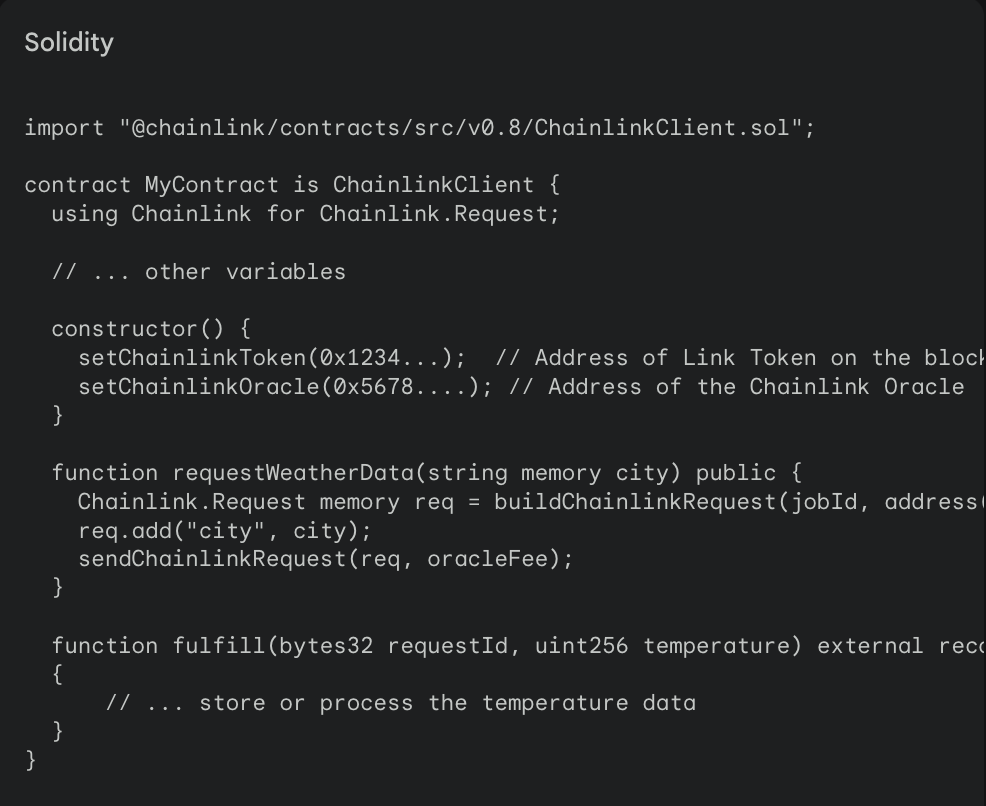 Solidity
import "@chainlink/contracts/src/v0.8/ChainlinkClient.sol";
contract MyContract is ChainlinkClient {
using Chainlink for Chainlink.Request;
// ... other variables
constructor() {
setChainlinkToken(0x1234...); // Address of Link Token on the
setChainlinkOracle(0x5678....); // Address of the Chainlink Oracle
}
function requestWeatherData(string memory city) public {
Chainlink.Request memory req = buildChainlinkRequest(jobId, address(
req.add("city", city);
sendChainlinkRequest(req, oracleFee);
}
function fulfill(bytes32 requestId, uint256 temperature) external
{
// ... store or process the temperature data
}
}